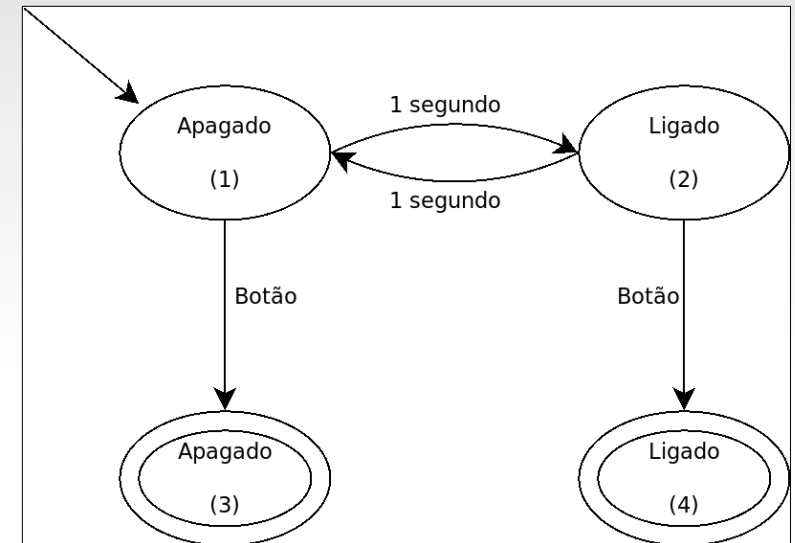 1 segundo
Apagado
(1)
Ligado
(2)
1 segundo
Botão
Botão
Apagado
(3)
Ligado
(4)